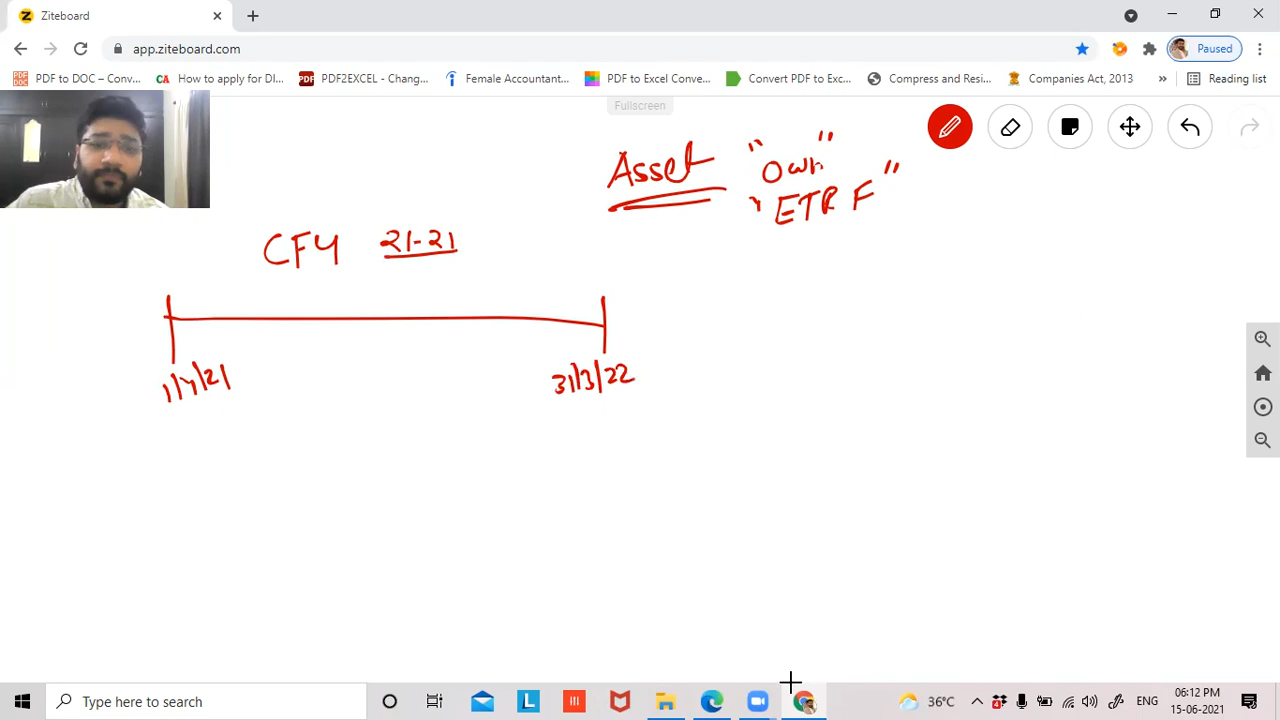 Ziteboard
app.ziteboard.com
Paused
PDF to DOC – Conv...
CA How to apply for DI...
PDF PDF2EXCEL - Chang...
Female Accountant...
PDF to Excel Conve...
Convert PDF to Exc...
Compress and Resi...
Companies Act, 2013
»
Reading list
Fullscreen
Asset "Own"
"ETR F"
CFY 21-21
1/4/21
31/3/22
Type here to search
L
36°C
4
ENG
06:12 PM
15-06-2021